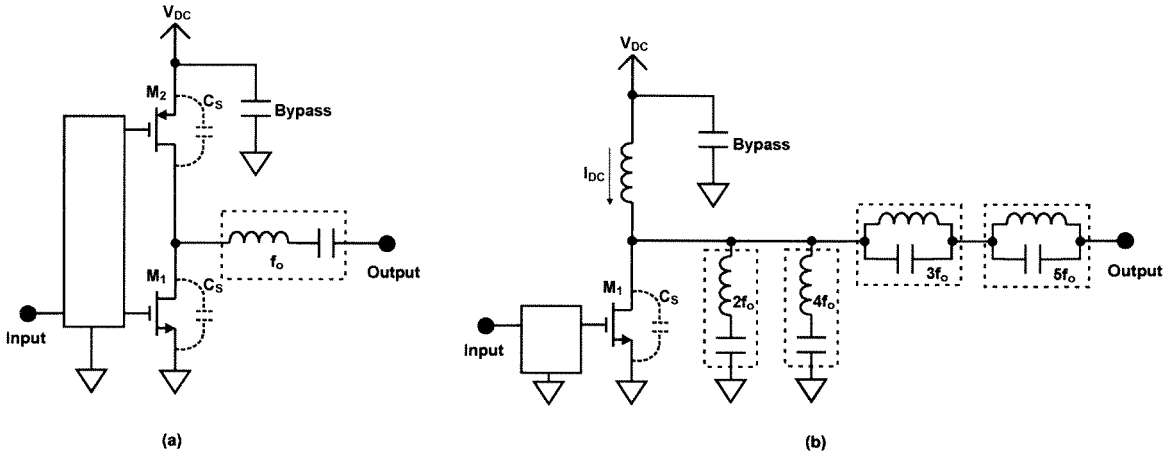 V_DC
M_2
C_S
Bypass
f_o
Output
M_1
C_S
Input
(a)
V_DC
Bypass
I_DC
3f_o
5f_o
Output
M_1
C_S
2f_o
4f_o
Input
(b)